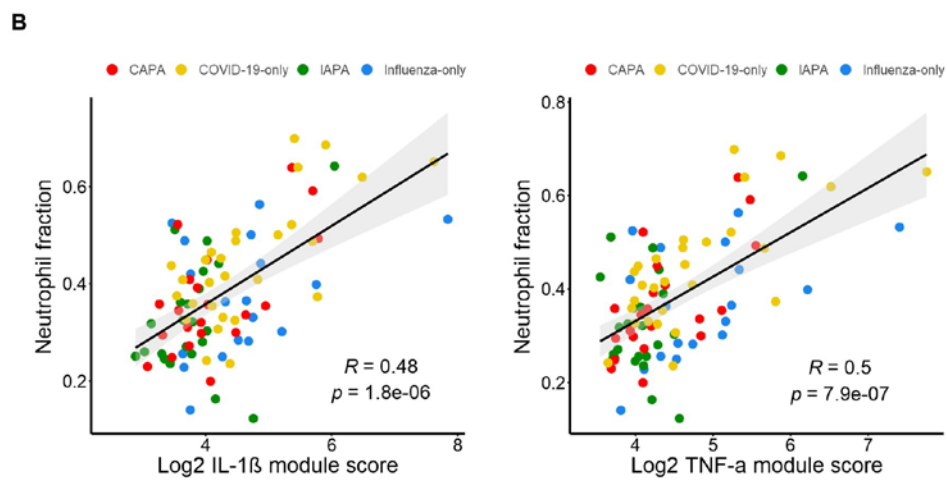 B
CAPA COVID-19-only IAPA Influenza-only
Neutrophil fraction
0.6
0.4
0.2
R = 0.48
p = 1.8e-06
4 6 8
Log2 IL-1ß module score
CAPA COVID-19-only IAPA Influenza-only
Neutrophil fraction
0.8
0.6
0.4
0.2
R = 0.5
p = 7.9e-07
4 5 6 7
Log2 TNF-a module score